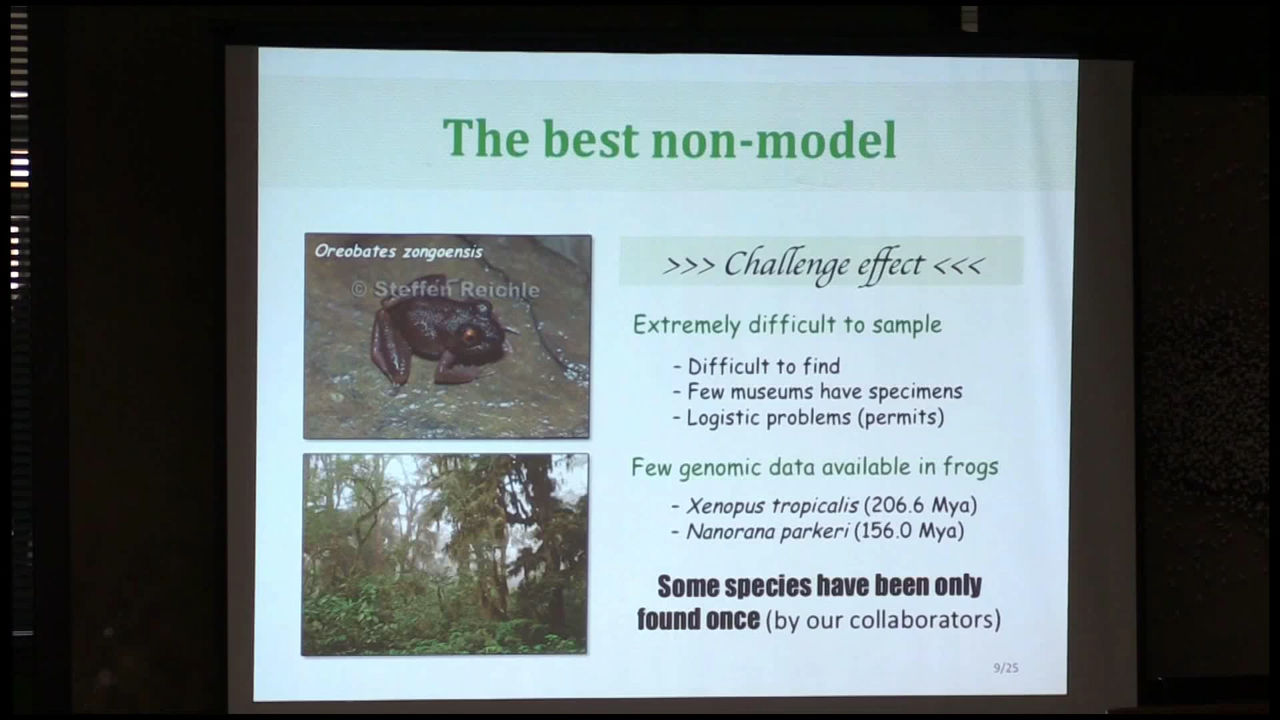 The best non-model
Oreobates zongoensis
© Steffen Reichle
>>> Challenge effect <<<
Extremely difficult to sample
- Difficult to find
- Few museums have specimens
- Logistic problems (permits)
Few genomic data available in frogs
- Xenopus tropicalis (206.6 Mya)
- Nanorana parkeri (156.0 Mya)
Some species have been only
found once (by our collaborators)
9/25